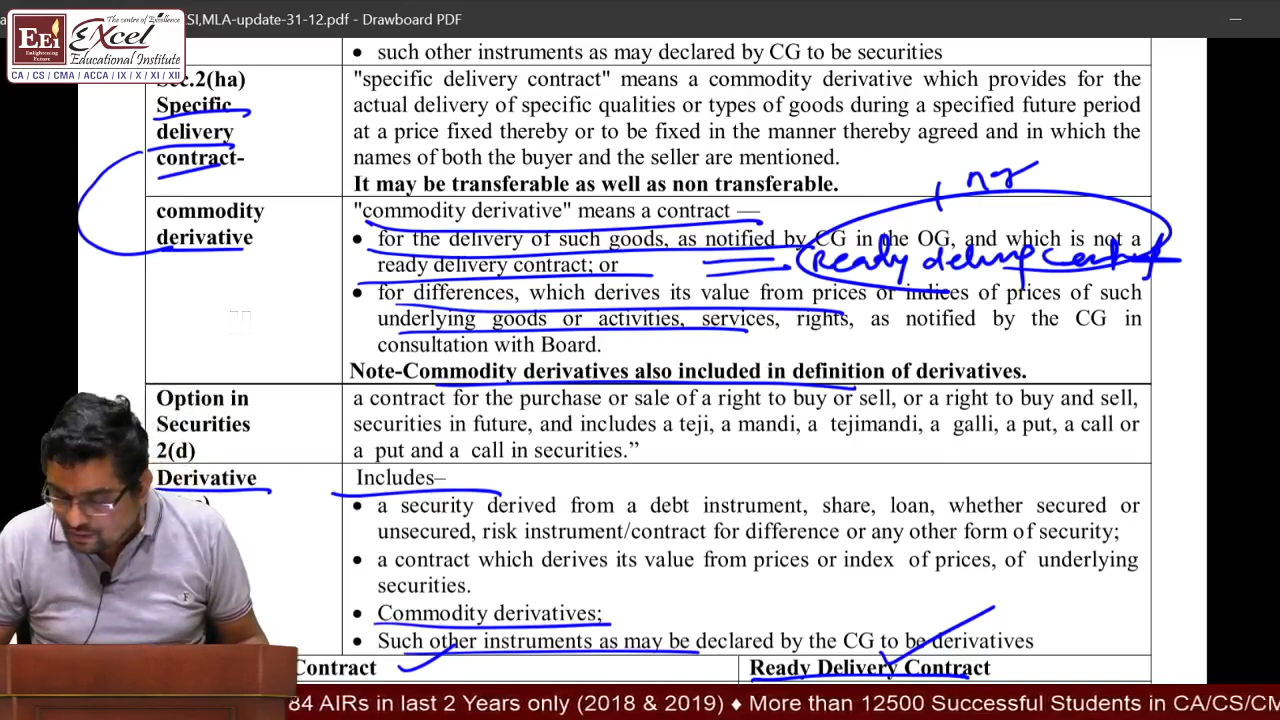 SI,MLA-update-31-12.pdf - Drawboard PDF
EEi
Enlightening
Future
The centre of Excellence
EXcel
Educational Institute
CA / CS / CMA / ACCA / IX / X / XI / XII
• such other instruments as may declared by CG to be securities
Sec.2(ha)
Specific
delivery
contract-
"specific delivery contract" means a commodity derivative which provides for the
actual delivery of specific qualities or types of goods during a specified future period
at a price fixed thereby or to be fixed in the manner thereby agreed and in which the
names of both the buyer and the seller are mentioned.
It may be transferable as well as non transferable.
commodity
derivative
"commodity derivative" means a contract —
• for the delivery of such goods, as notified by CG in the OG, and which is not a
ready delivery contract; or
ready
• for differences, which derives its value from prices or indices of prices of such
underlying goods or activities, services, rights, as notified by the CG in
consultation with Board.
Note-Commodity derivatives also included in definition of derivatives.
Option in
Securities
2(d)
a contract for the purchase or sale of a right to buy or sell, or a right to buy and sell,
securities in future, and includes a teji, a mandi, a tejimandi, a galli, a put, a call or
a put and a call in securities.”
Derivative
Includes–
• a security derived from a debt instrument, share, loan, whether secured or
unsecured, risk instrument/contract for difference or any other form of security;
• a contract which derives its value from prices or index of prices, of underlying
securities.
• Commodity derivatives;
• Such other instruments as may be declared by the CG to be derivatives
Contract
Ready Delivery Contract
84 AIRs in last 2 Years only (2018 & 2019) ♦ More than 12500 Successful Students in CA/CS/CM